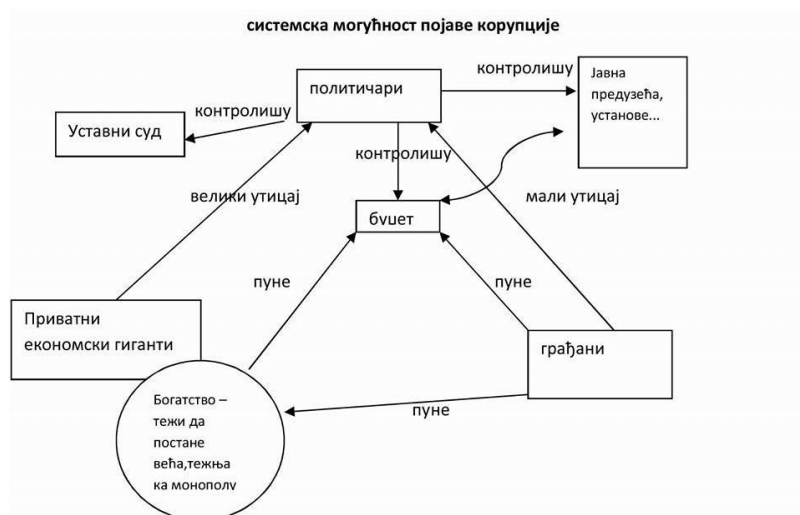 системска могућност појаве корупције
контролишу
Јавна
предузећа,
установе...
политичари
контролишу
Уставни суд
контролишу
велики утицај
мали утицај
буџет
пуне
пуне
Приватни
економски гиганти
грађани
Богатство –
тежи да
постане
већа,тежња
ка монополу
пуне